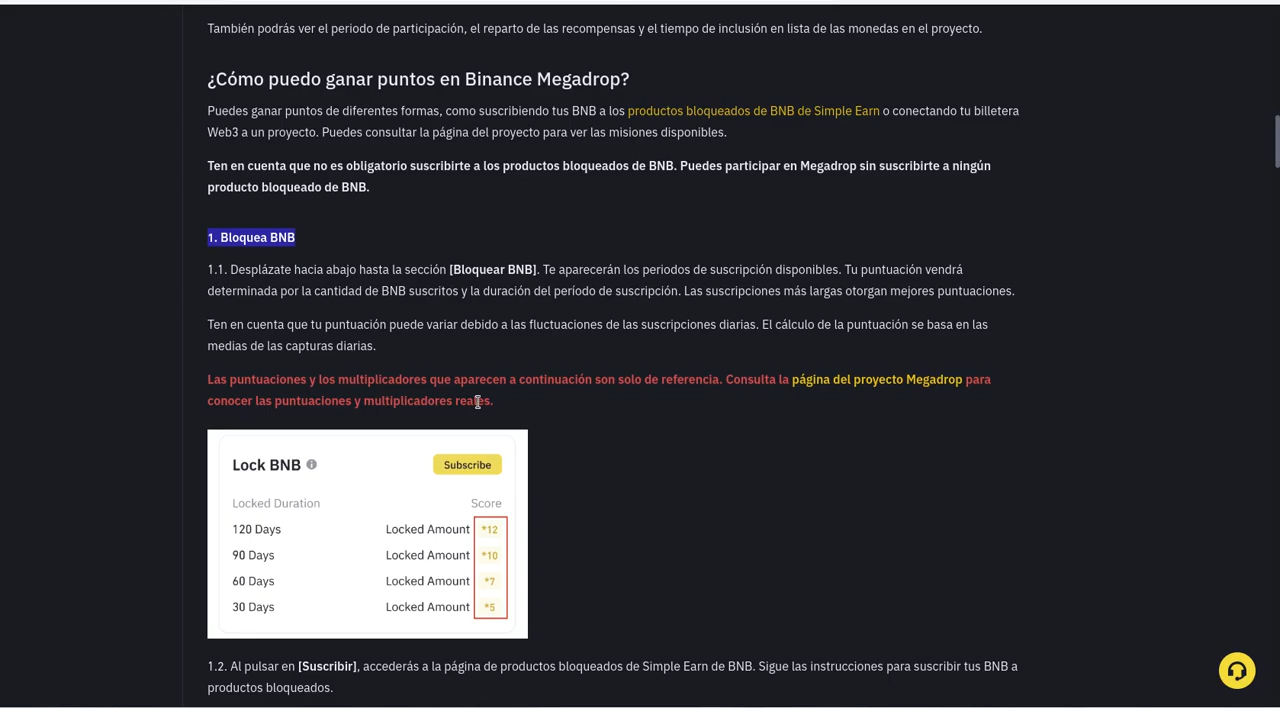 También podrás ver el periodo de participación, el reparto de las recompensas y el tiempo de inclusión en lista de las monedas en el proyecto.
¿Cómo puedo ganar puntos en Binance Megadrop?
Puedes ganar puntos de diferentes formas, como suscribiendo tus BNB a los productos bloqueados de BNB de Simple Earn o conectando tu billetera
Web3 a un proyecto. Puedes consultar la página del proyecto para ver las misiones disponibles.
Ten en cuenta que no es obligatorio suscribirte a los productos bloqueados de BNB. Puedes participar en Megadrop sin suscribirte a ningún
producto bloqueado de BNB.
1. Bloquea BNB
1.1. Desplázate hacia abajo hasta la sección [Bloquear BNB]. Te aparecerán los periodos de suscripción disponibles. Tu puntuación vendrá
determinada por la cantidad de BNB suscritos y la duración del período de suscripción. Las suscripciones más largas otorgan mejores puntuaciones.
Ten en cuenta que tu puntuación puede variar debido a las fluctuaciones de las suscripciones diarias. El cálculo de la puntuación se basa en las
medias de las capturas diarias.
Las puntuaciones y los multiplicadores que aparecen a continuación son solo de referencia. Consulta la página del proyecto Megadrop para
conocer las puntuaciones y multiplicadores reales.
Lock BNB Subscribe
Locked Duration Score
120 Days Locked Amount *12
90 Days Locked Amount *10
60 Days Locked Amount *7
30 Days Locked Amount *5
1.2. Al pulsar en [Suscribir], accederás a la página de productos bloqueados de Simple Earn de BNB. Sigue las instrucciones para suscribir tus BNB a
productos bloqueados.